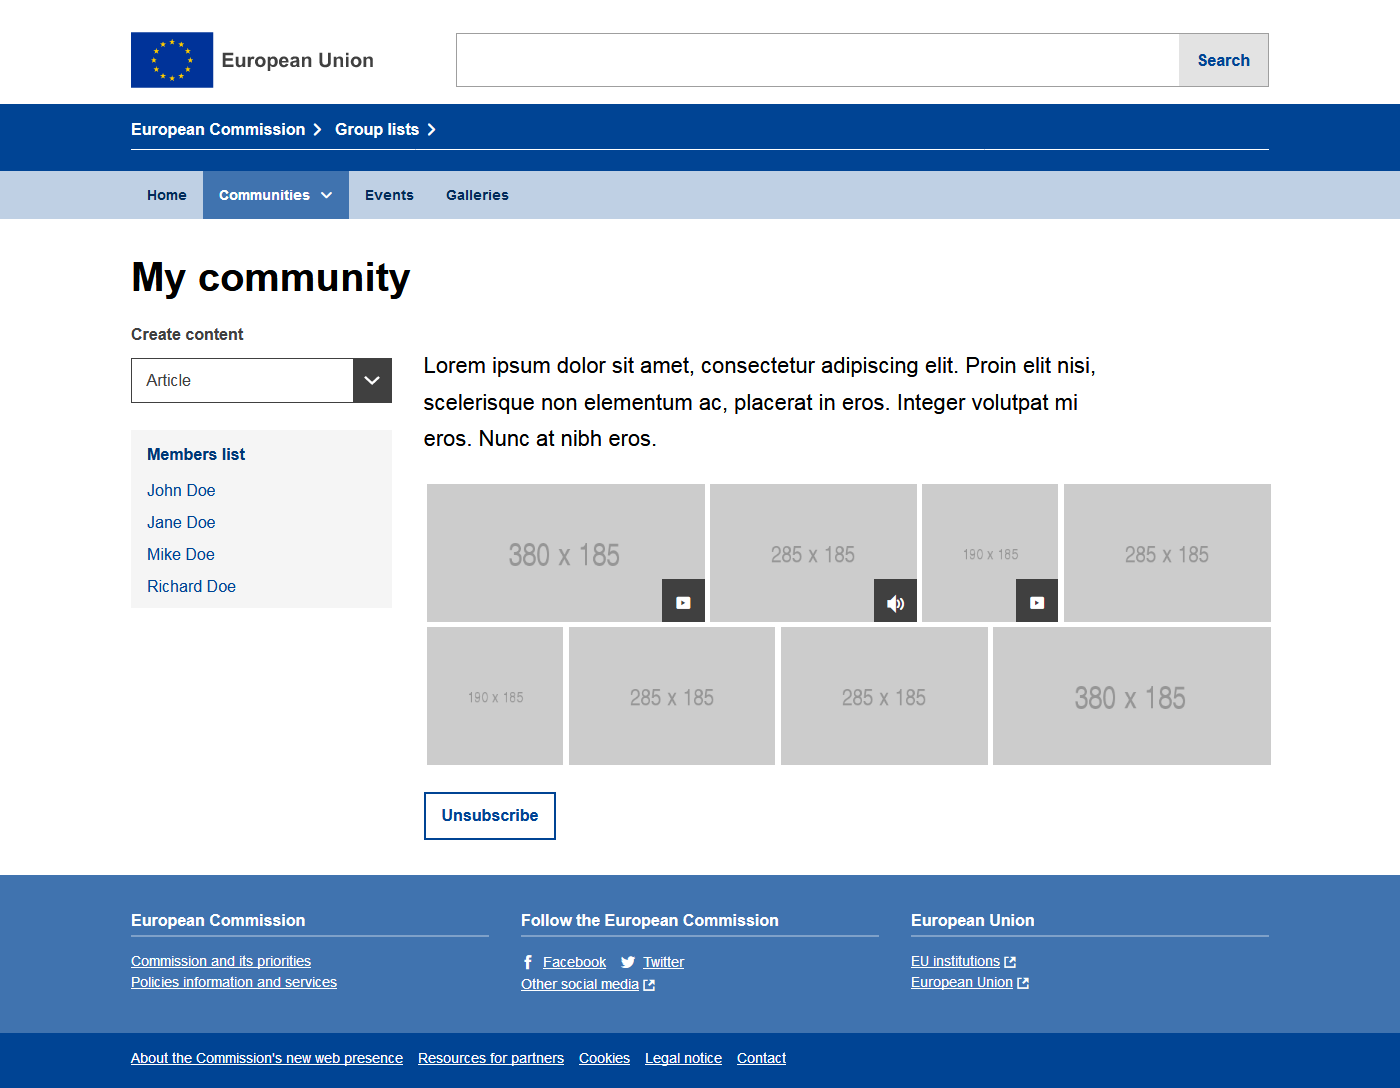 European Union
Search
European Commission Group lists
Home Communities Events Galleries
My community
Create content
Article
Members list
John Doe
Jane Doe
Mike Doe
Richard Doe
Lorem ipsum dolor sit amet, consectetur adipiscing elit. Proin elit nisi,
scelerisque non elementum ac, placerat in eros. Integer volutpat mi
eros. Nunc at nibh eros.
380 x 185 285 x 185 190 x 185 285 x 185
190 x 185 285 x 185 285 x 185 380 x 185
Unsubscribe
European Commission
Commission and its priorities
Policies information and services
Follow the European Commission
Facebook Twitter
Other social media
European Union
EU institutions
European Union
About the Commission's new web presence Resources for partners Cookies Legal notice Contact